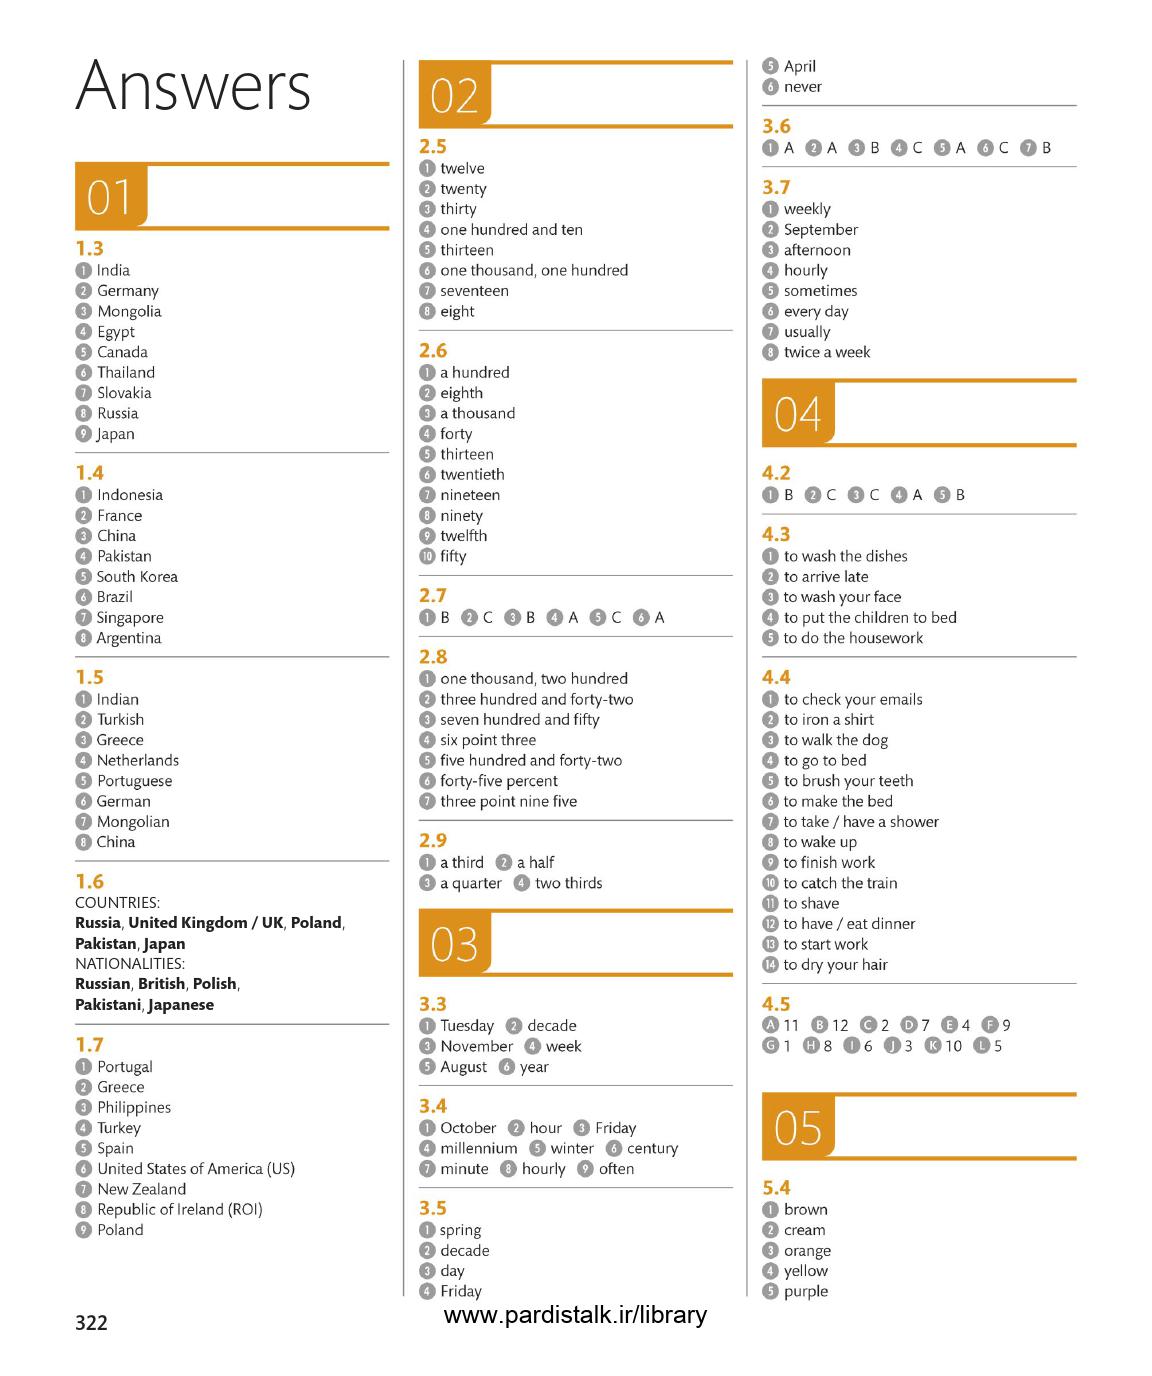 Answers
01
1.3
1 India
2 Germany
3 Mongolia
4 Egypt
5 Canada
6 Thailand
7 Slovakia
8 Russia
9 Japan
1.4
1 Indonesia
2 France
3 China
4 Pakistan
5 South Korea
6 Brazil
7 Singapore
8 Argentina
1.5
1 Indian
2 Turkish
3 Greece
4 Netherlands
5 Portuguese
6 German
7 Mongolian
8 China
1.6
COUNTRIES:
Russia, United Kingdom / UK, Poland,
Pakistan, Japan
NATIONALITIES:
Russian, British, Polish,
Pakistani, Japanese
1.7
1 Portugal
2 Greece
3 Philippines
4 Turkey
5 Spain
6 United States of America (US)
7 New Zealand
8 Republic of Ireland (ROI)
9 Poland
02
2.5
1 twelve
2 twenty
3 thirty
4 one hundred and ten
5 thirteen
6 one thousand, one hundred
7 seventeen
8 eight
2.6
1 a hundred
2 eighth
3 a thousand
4 forty
5 thirteen
6 twentieth
7 nineteen
8 ninety
9 twelfth
10 fifty
2.7
1 B 2 C 3 B 4 A 5 C 6 A
2.8
1 one thousand, two hundred
2 three hundred and forty-two
3 seven hundred and fifty
4 six point three
5 five hundred and forty-two
6 forty-five percent
7 three point nine five
2.9
1 a third 2 a half
3 a quarter 4 two thirds
03
3.3
1 Tuesday 2 decade
3 November 4 week
5 August 6 year
3.4
1 October 2 hour 3 Friday
4 millennium 5 winter 6 century
7 minute 8 hourly 9 often
3.5
1 spring
2 decade
3 day
4 Friday
5 April
6 never
3.6
1 A 2 A 3 B 4 C 5 A 6 C 7 B
3.7
1 weekly
2 September
3 afternoon
4 hourly
5 sometimes
6 every day
7 usually
8 twice a week
04
4.2
1 B 2 C 3 C 4 A 5 B
4.3
1 to wash the dishes
2 to arrive late
3 to wash your face
4 to put the children to bed
5 to do the housework
4.4
1 to check your emails
2 to iron a shirt
3 to walk the dog
4 to go to bed
5 to brush your teeth
6 to make the bed
7 to take / have a shower
8 to wake up
9 to finish work
10 to catch the train
11 to shave
12 to have / eat dinner
13 to start work
14 to dry your hair
4.5
A 11 B 12 C 2 D 7 E 4 F 9
G 1 H 8 I 6 J 3 K 10 L 5
05
5.4
1 brown
2 cream
3 orange
4 yellow
5 purple
322
www.pardistalk.ir/library